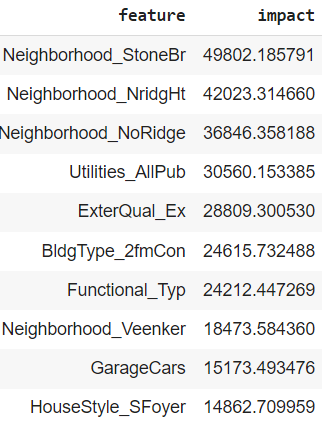 feature impact
Neighborhood_StoneBr 49802.185791
Neighborhood_NridgHt 42023.314660
Neighborhood_NoRidge 36846.358188
Utilities_AllPub 30560.153385
ExterQual_Ex 28809.300530
BldgType_2fmCon 24615.732488
Functional_Typ 24212.447269
Neighborhood_Veenker 18473.584360
GarageCars 15173.493476
HouseStyle_SFoyer 14862.709959